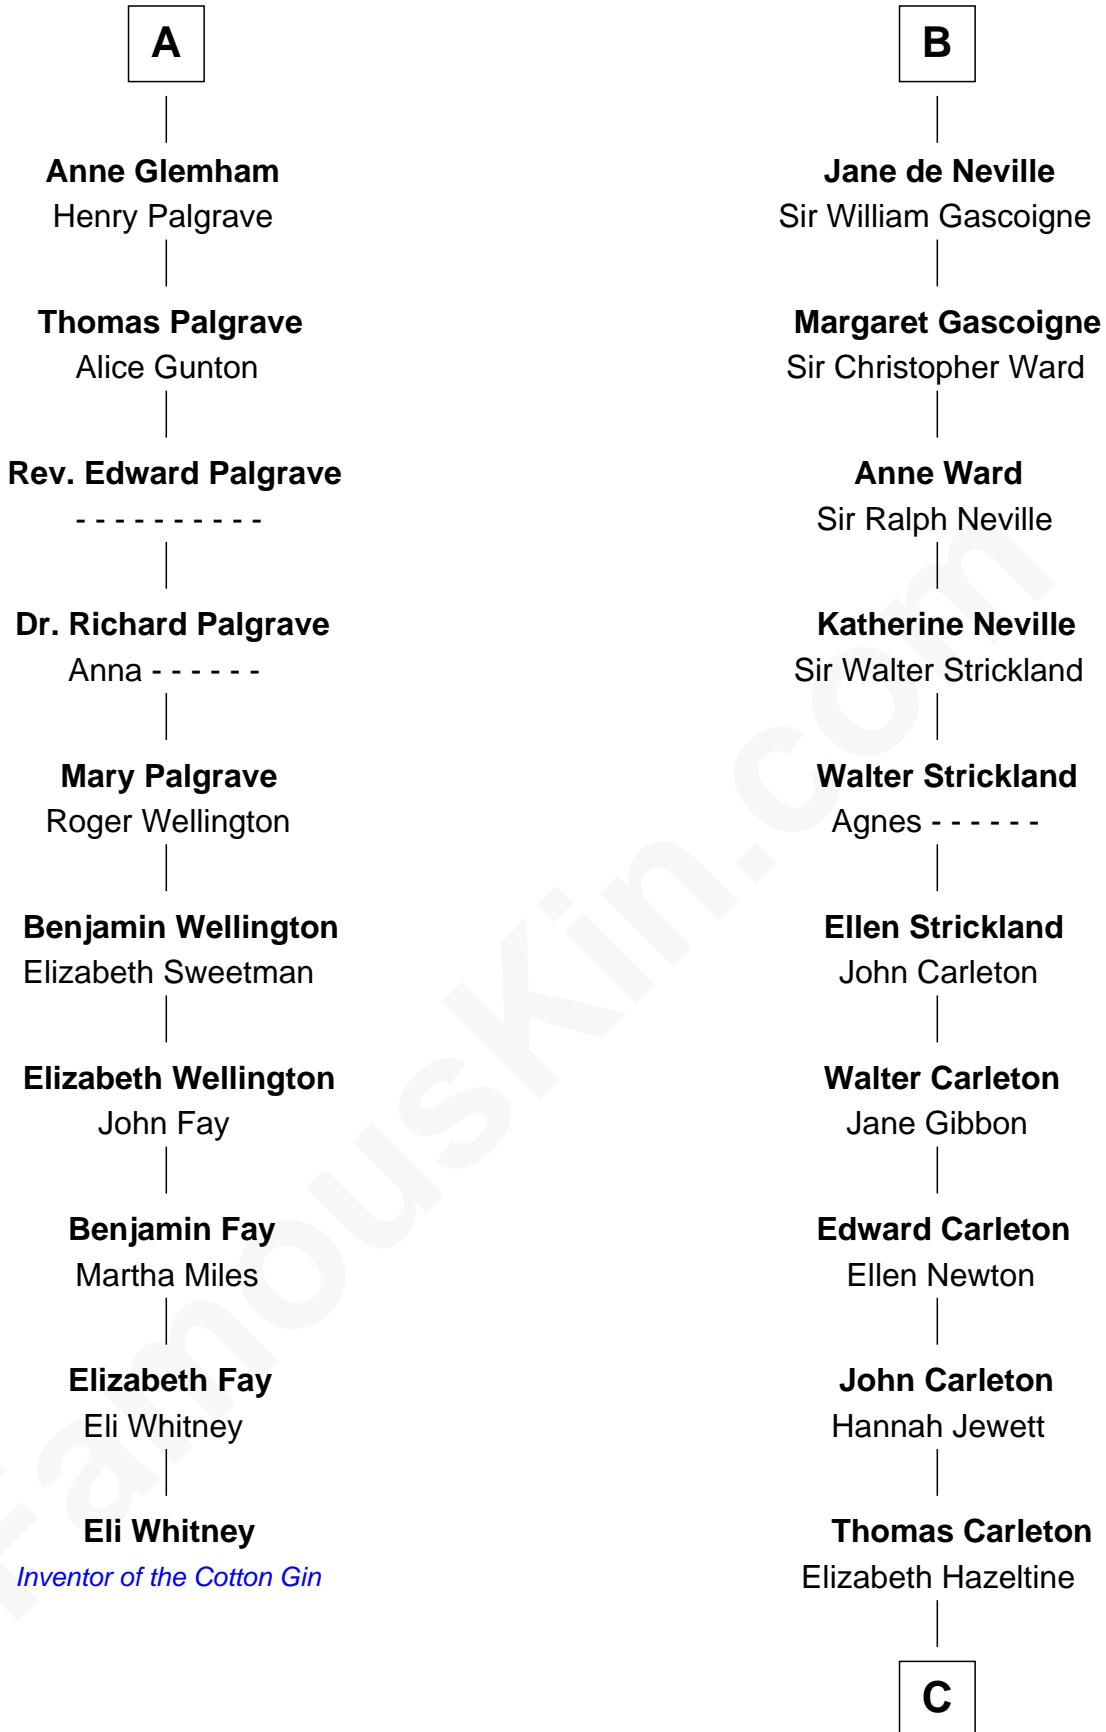 A
Anne Glemham
Henry Palgrave
Thomas Palgrave
Alice Gunton
Rev. Edward Palgrave
- - - - - - - - - -
Dr. Richard Palgrave
Anna - - - - - -
Mary Palgrave
Roger Wellington
Benjamin Wellington
Elizabeth Sweetman
Elizabeth Wellington
John Fay
Benjamin Fay
Martha Miles
Elizabeth Fay
Eli Whitney
Eli Whitney
Inventor of the Cotton Gin
B
Jane de Neville
Sir William Gascoigne
Margaret Gascoigne
Sir Christopher Ward
Anne Ward
Sir Ralph Neville
Katherine Neville
Sir Walter Strickland
Walter Strickland
Agnes - - - - - -
Ellen Strickland
John Carleton
Walter Carleton
Jane Gibbon
Edward Carleton
Ellen Newton
John Carleton
Hannah Jewett
Thomas Carleton
Elizabeth Hazeltine
C
FamousKin.com